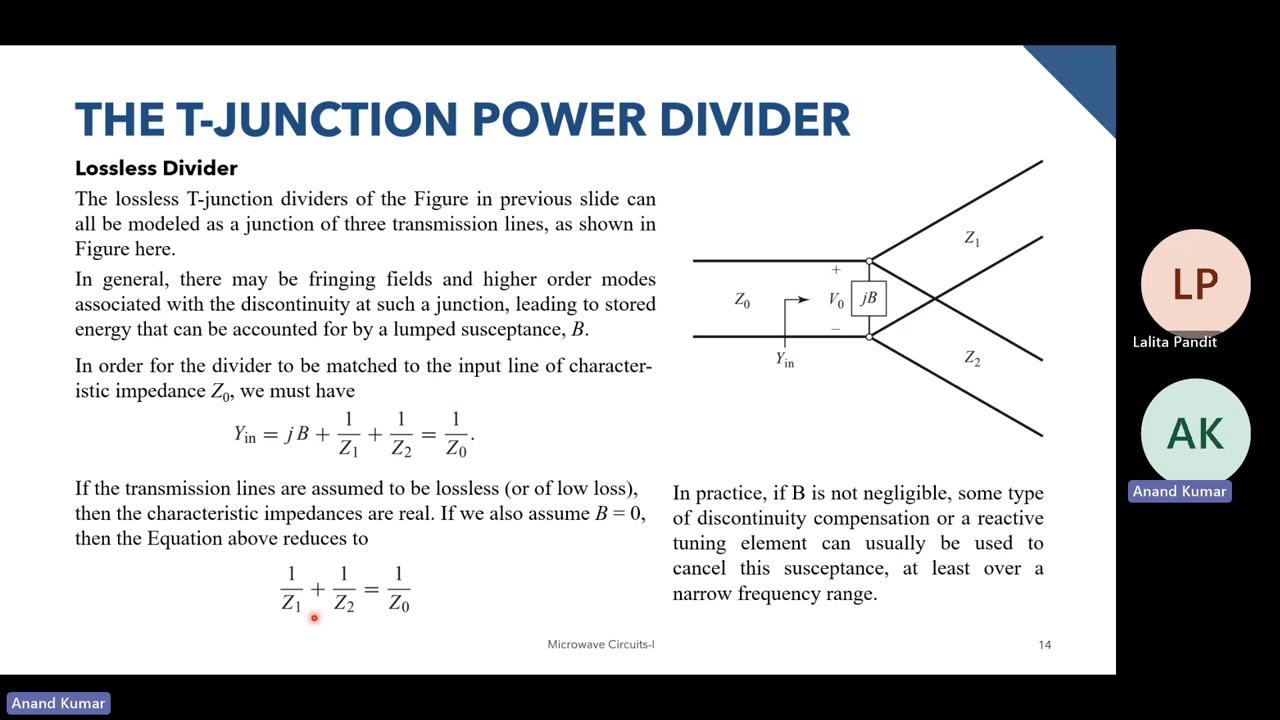 THE T-JUNCTION POWER DIVIDER
Lossless Divider
The lossless T-junction dividers of the Figure in previous slide can
all be modeled as a junction of three transmission lines, as shown in
Figure here.
In general, there may be fringing fields and higher order modes
associated with the discontinuity at such a junction, leading to stored
energy that can be accounted for by a lumped susceptance, B.
In order for the divider to be matched to the input line of character-
istic impedance Z₀, we must have
Y_in = jB + 1/Z₁ + 1/Z₂ = 1/Z₀.
If the transmission lines are assumed to be lossless (or of low loss),
then the characteristic impedances are real. If we also assume B = 0,
then the Equation above reduces to
1/Z₁ + 1/Z₂ = 1/Z₀
Z₁
+
Z₀
V₀
jB
–
Y_in
Z₂
In practice, if B is not negligible, some type
of discontinuity compensation or a reactive
tuning element can usually be used to
cancel this susceptance, at least over a
narrow frequency range.
Microwave Circuits-I
14
LP
Lalita Pandit
AK
Anand Kumar
Anand Kumar